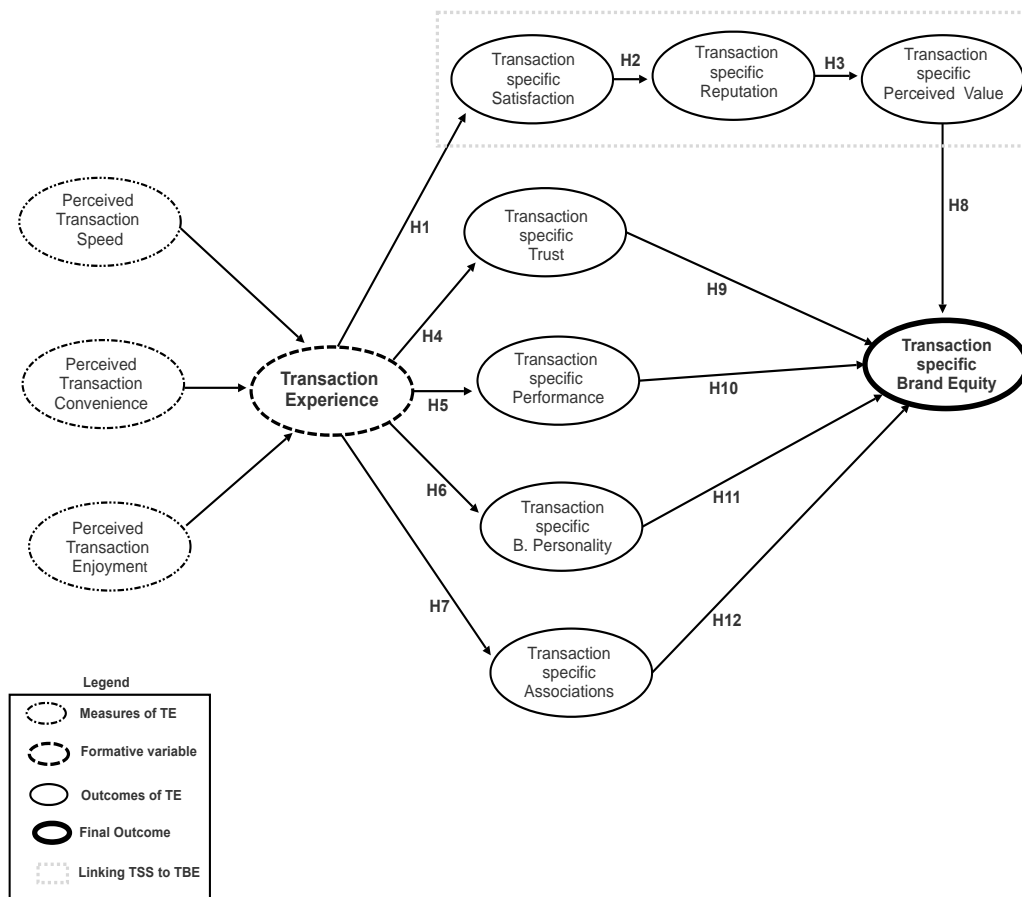 Transaction
specific
Satisfaction
H2
Transaction
specific
Reputation
H3
Transaction
specific
Perceived Value
H1
H8
Perceived
Transaction
Speed
Transaction
specific
Trust
H4
H9
Perceived
Transaction
Convenience
Transaction
Experience
H5
Transaction
specific
Performance
H10
Transaction
specific
Brand Equity
H6
Transaction
specific
B. Personality
H11
Perceived
Transaction
Enjoyment
H7
Transaction
specific
Associations
H12
Legend
Measures of TE
Formative variable
Outcomes of TE
Final Outcome
Linking TSS to TBE